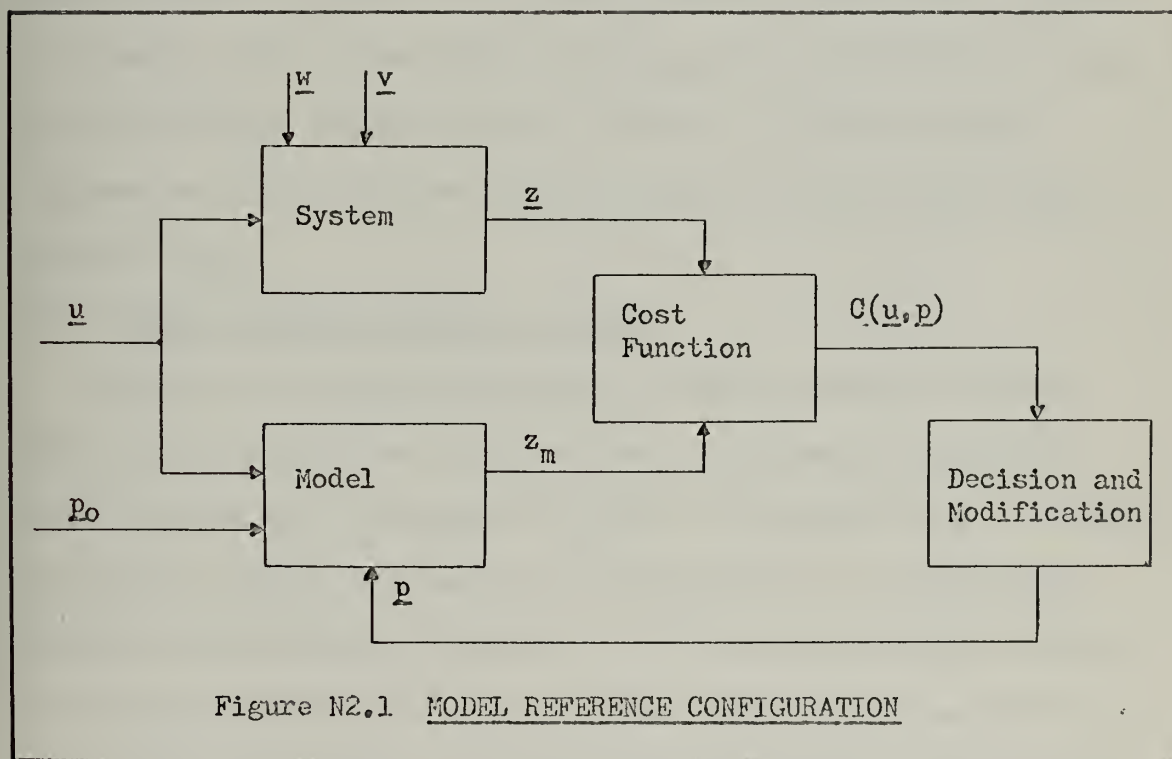 w v
System
z
u
Cost
Function
C(u,p)
Model
z_m
p_o
Decision and
Modification
p
Figure N2.1 MODEL REFERENCE CONFIGURATION